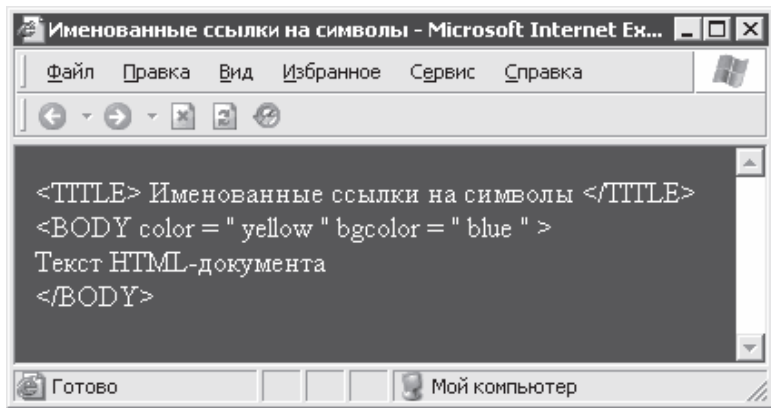 Именованные ссылки на символы - Microsoft Internet Ex...
Файл Правка Вид Избранное Сервис Справка
<TITLE> Именованные ссылки на символы </TITLE>
<BODY color = " yellow " bgcolor = " blue " >
Текст HTML-документа
</BODY>
Готово Мой компьютер